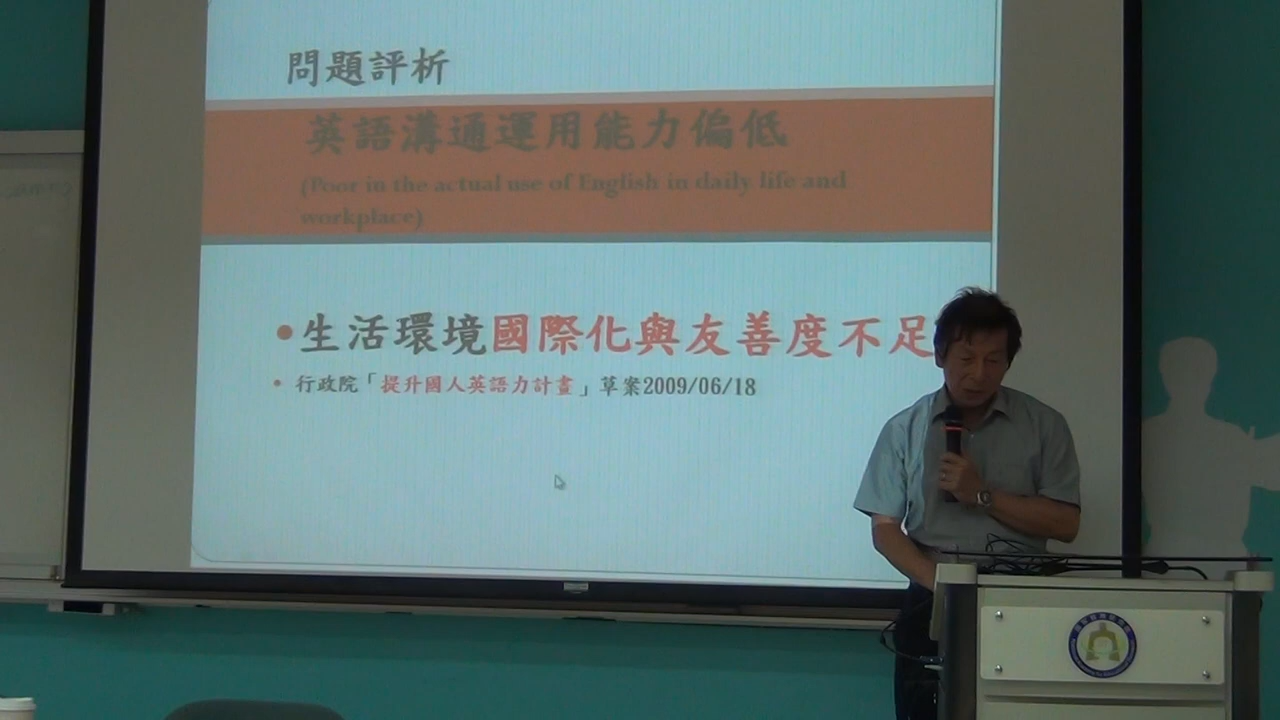 問題評析
英語溝通運用能力偏低
(Poor in the actual use of English in daily life and
workplace)
•生活環境國際化與友善度不足
• 行政院「提升國人英語力計畫」草案2009/06/18